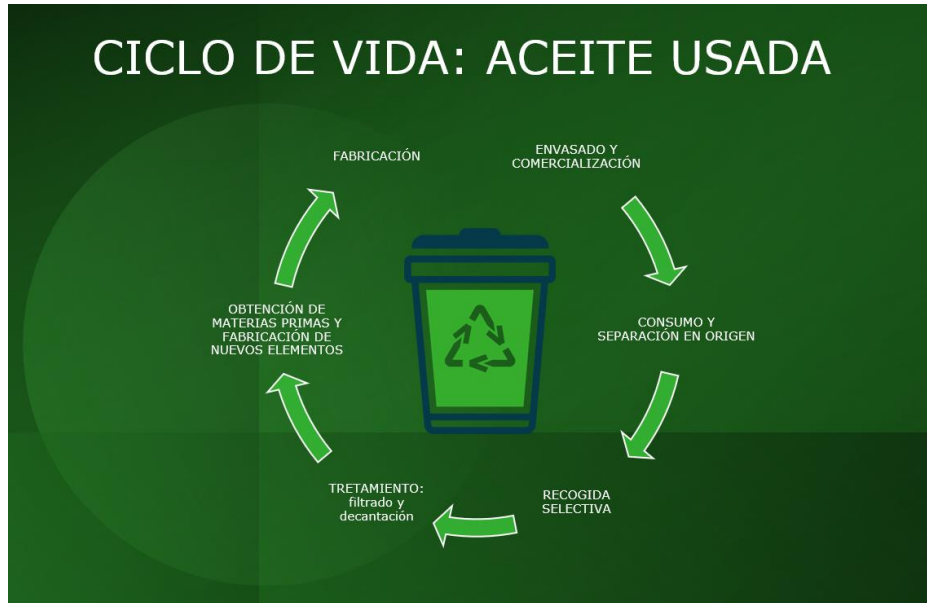 CICLO DE VIDA: ACEITE USADA
FABRICACIÓN
ENVASADO Y
COMERCIALIZACIÓN
CONSUMO Y
SEPARACIÓN EN ORIGEN
RECOGIDA
SELECTIVA
TRETAMIENTO:
filtrado y
decantación
OBTENCIÓN DE
MATERIAS PRIMAS Y
FABRICACIÓN DE
NUEVOS ELEMENTOS